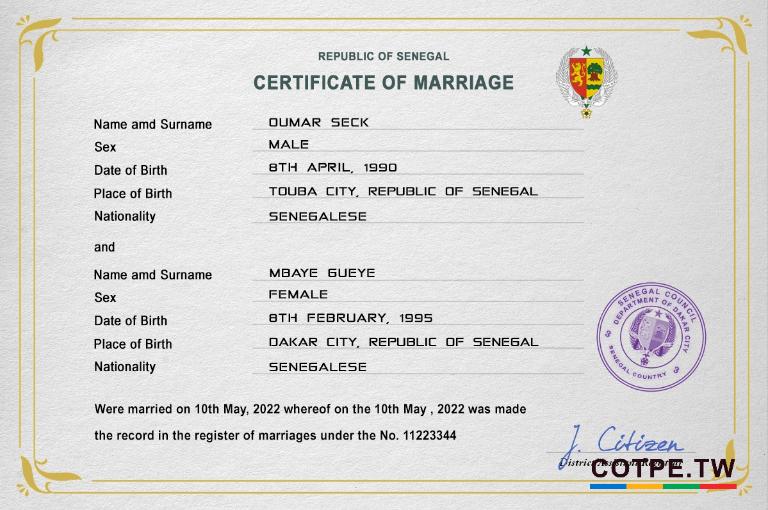 REPUBLIC OF SENEGAL
CERTIFICATE OF MARRIAGE
Name amd Surname OUMAR SECK
Sex MALE
Date of Birth 8TH APRIL, 1990
Place of Birth TOUBA CITY, REPUBLIC OF SENEGAL
Nationality SENEGALESE
and
Name amd Surname MBAYE GUEYE
Sex FEMALE
Date of Birth 8TH FEBRUARY, 1995
Place of Birth DAKAR CITY, REPUBLIC OF SENEGAL
Nationality SENEGALESE
SENEGAL COUNCIL
DEPARTMENT OF DAKAR CITY
SENEGAL COUNTRY
Were married on 10th May, 2022 whereof on the 10th May , 2022 was made
the record in the register of marriages under the No. 11223344
J. Citizen
District
COTPE.TW